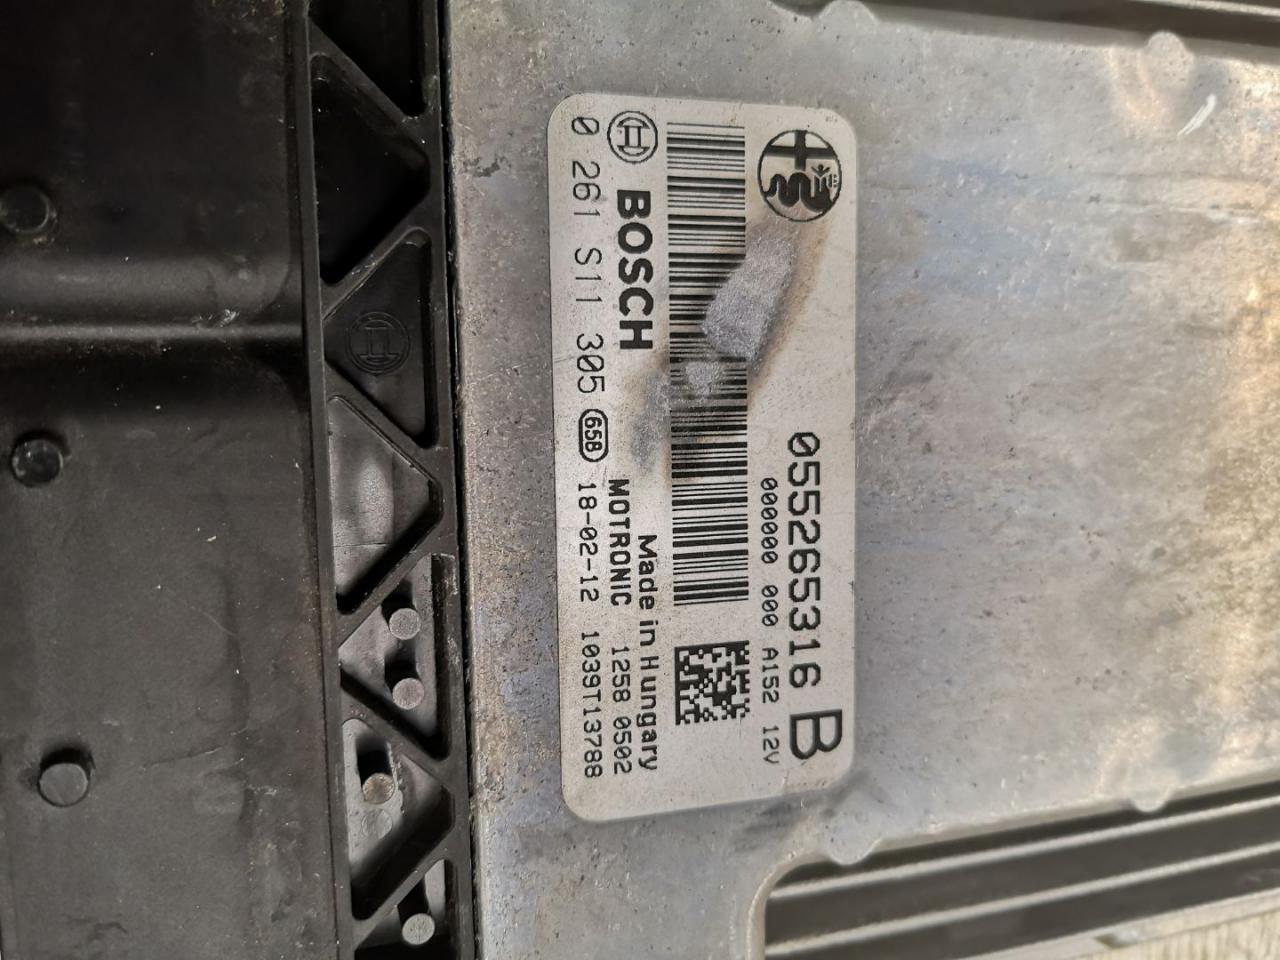 055265316 B
000000 000 A152 12V
BOSCH
Made in Hungary
MOTRONIC 1258 0502
0 261 S11 305 65B 18-02-12 1039T13788